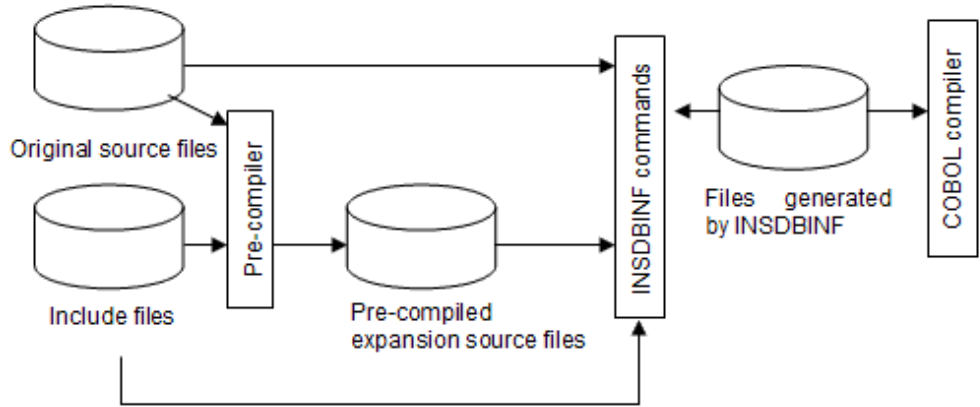 Original source files
Include files
Pre-compiler
Pre-compiled
expansion source files
INSDBINF commands
Files generated
by INSDBINF
COBOL compiler